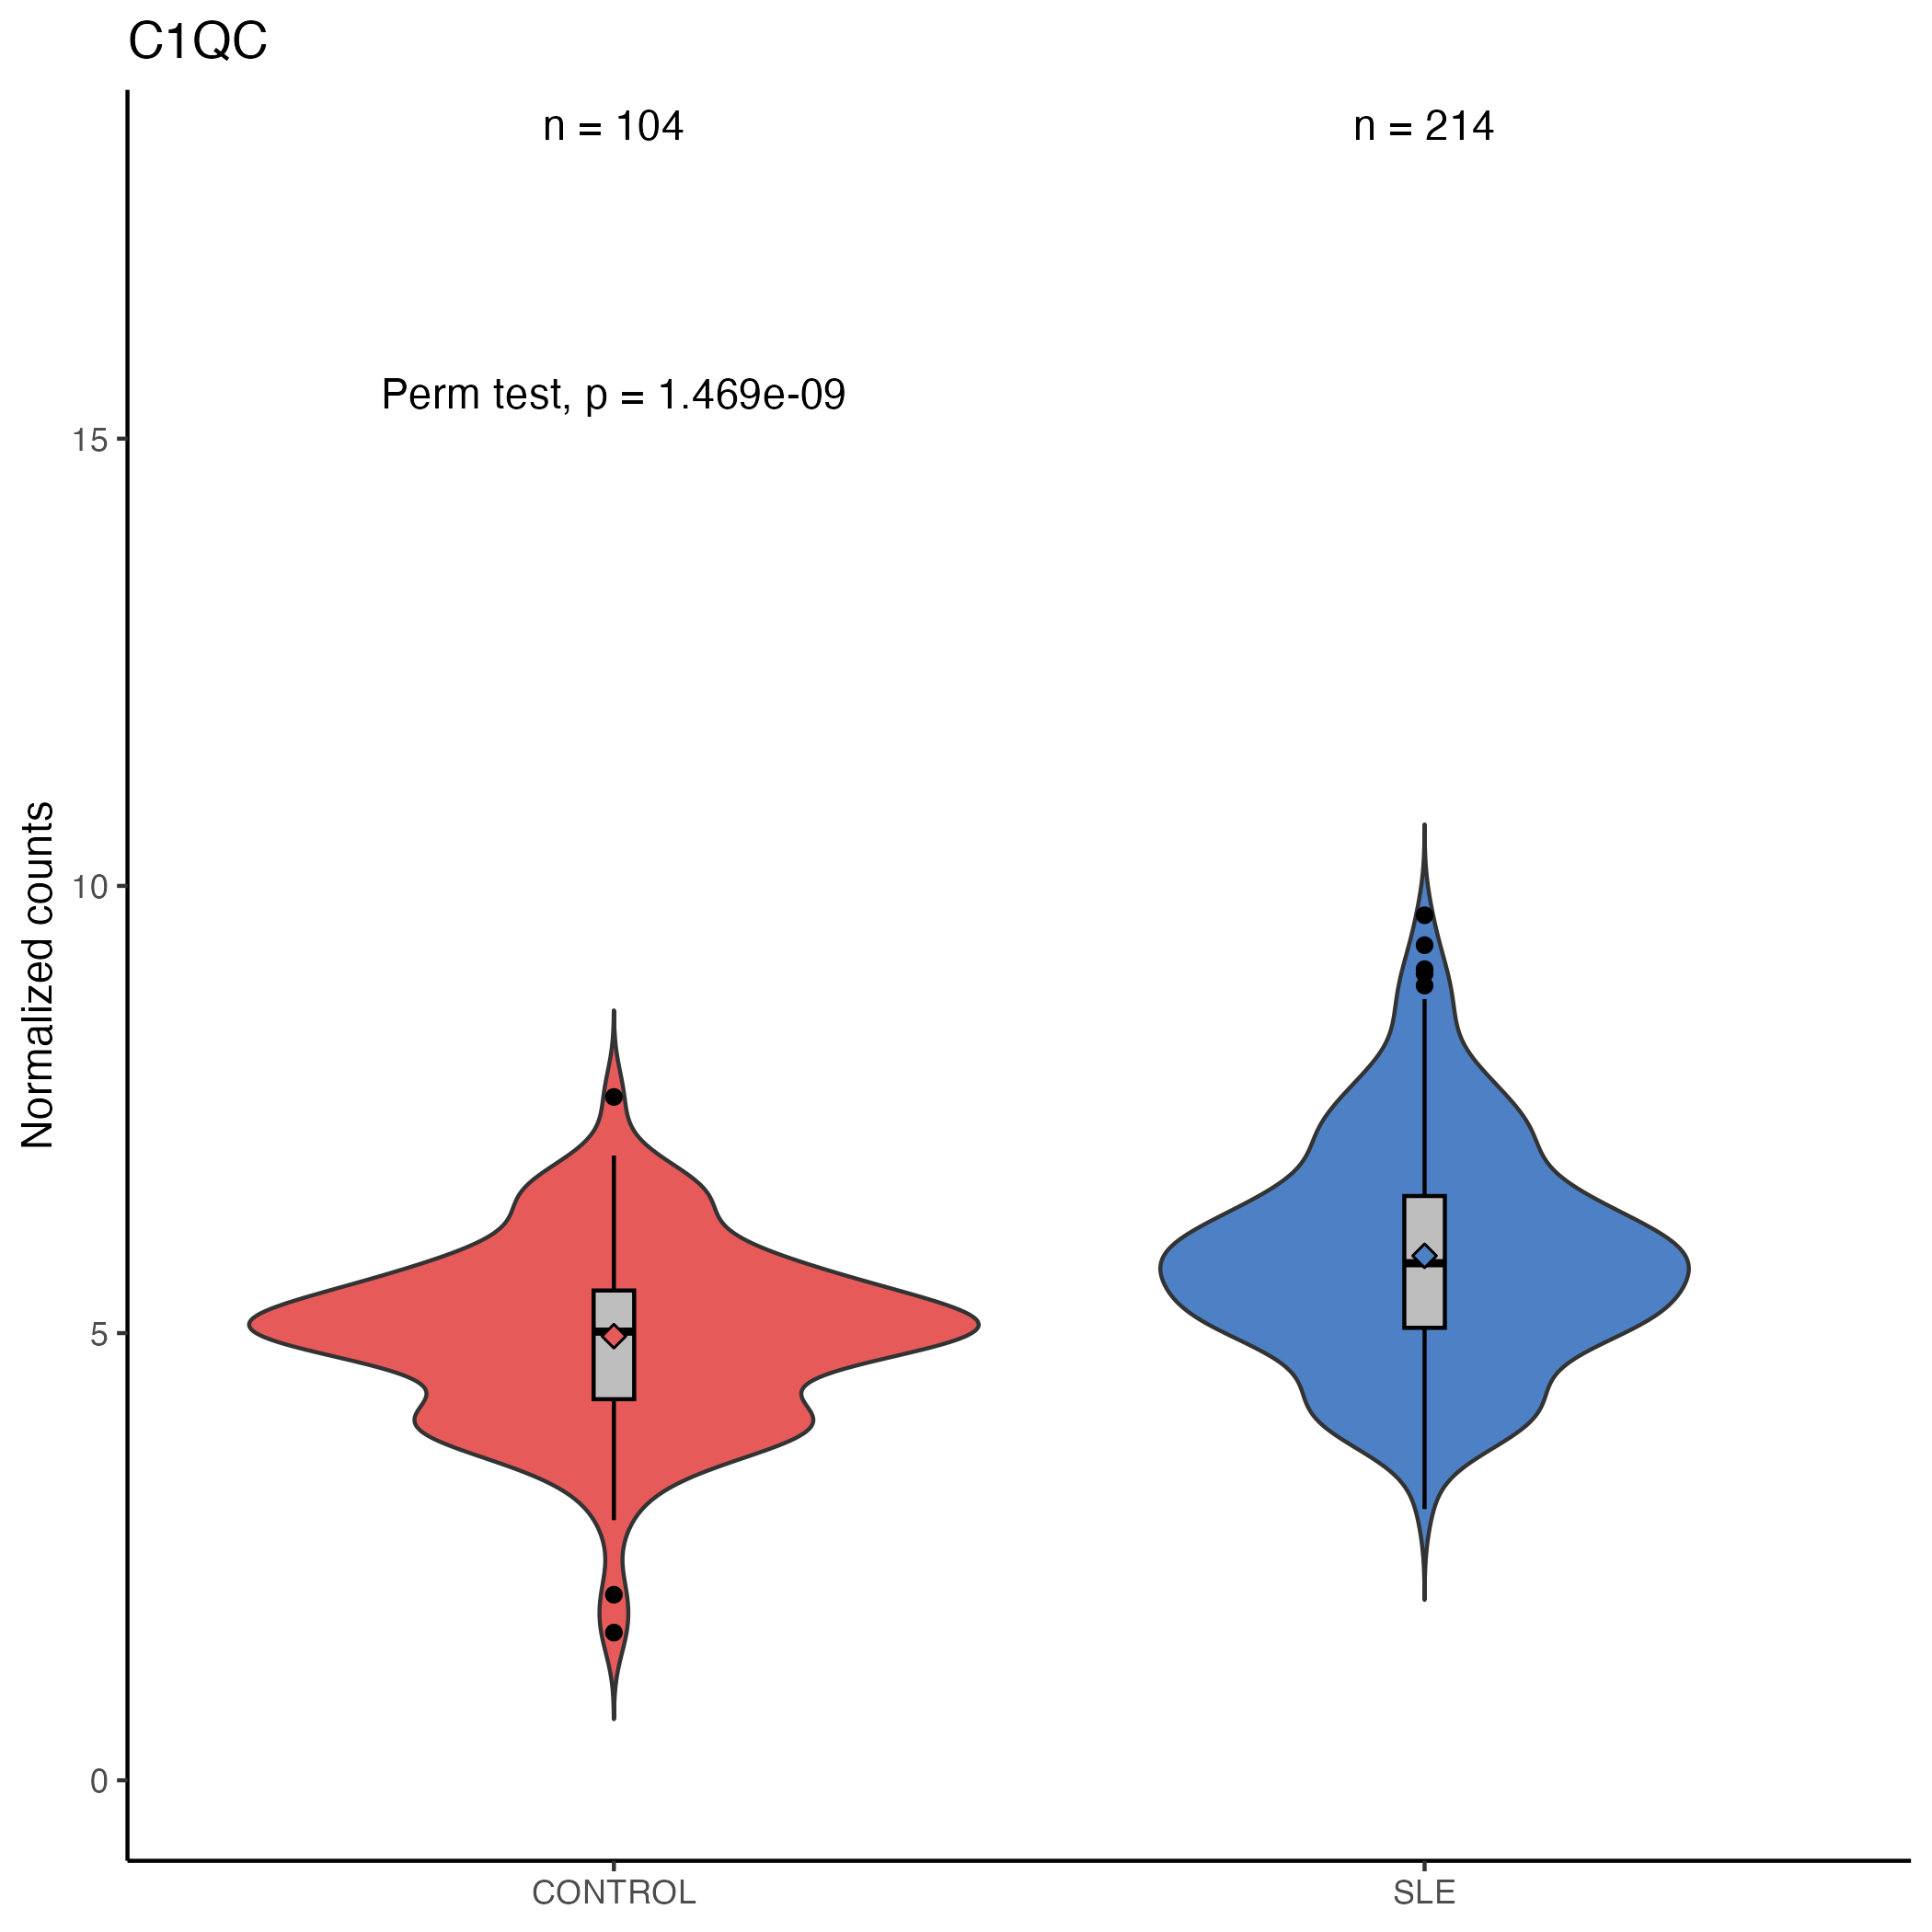 C1QC
n = 104
n = 214
Perm test, p = 1.469e-09
15
10
5
0
Normalized counts
CONTROL
SLE